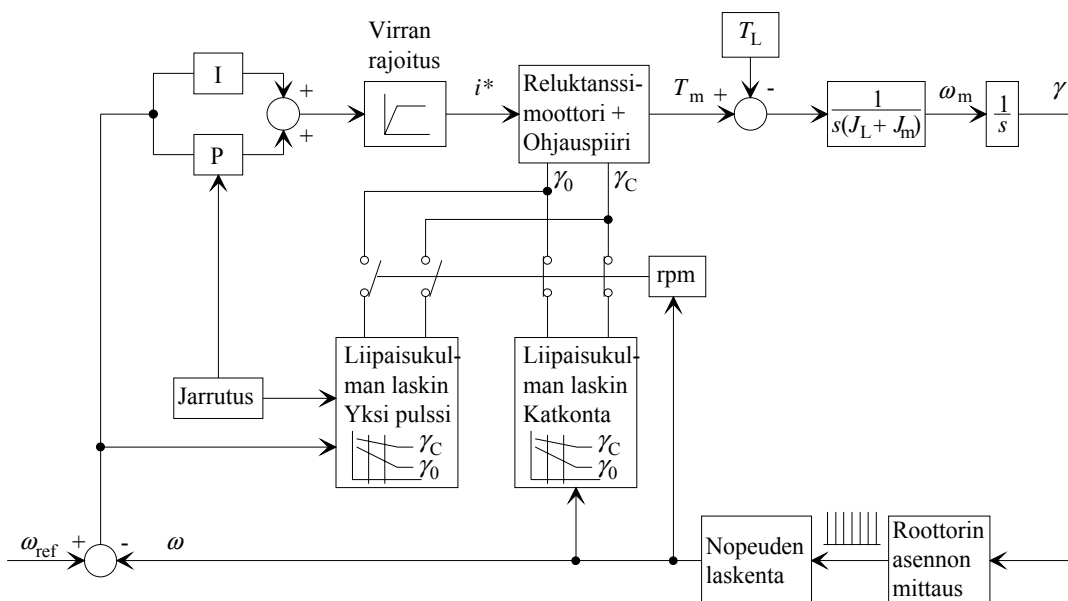 Virran
rajoitus
I
+
+
P
i*
Reluktanssi-
moottori +
Ohjauspiiri
T_m
+
T_L
-
1
s(J_L + J_m)
ω_m
1
s
γ
γ_0
γ_C
rpm
Jarrutus
Liipaisukul-
man laskin
Yksi pulssi
γ_C
γ_0
Liipaisukul-
man laskin
Katkonta
γ_C
γ_0
ω_ref
+
-
ω
Nopeuden
laskenta
Roottorin
asennon
mittaus